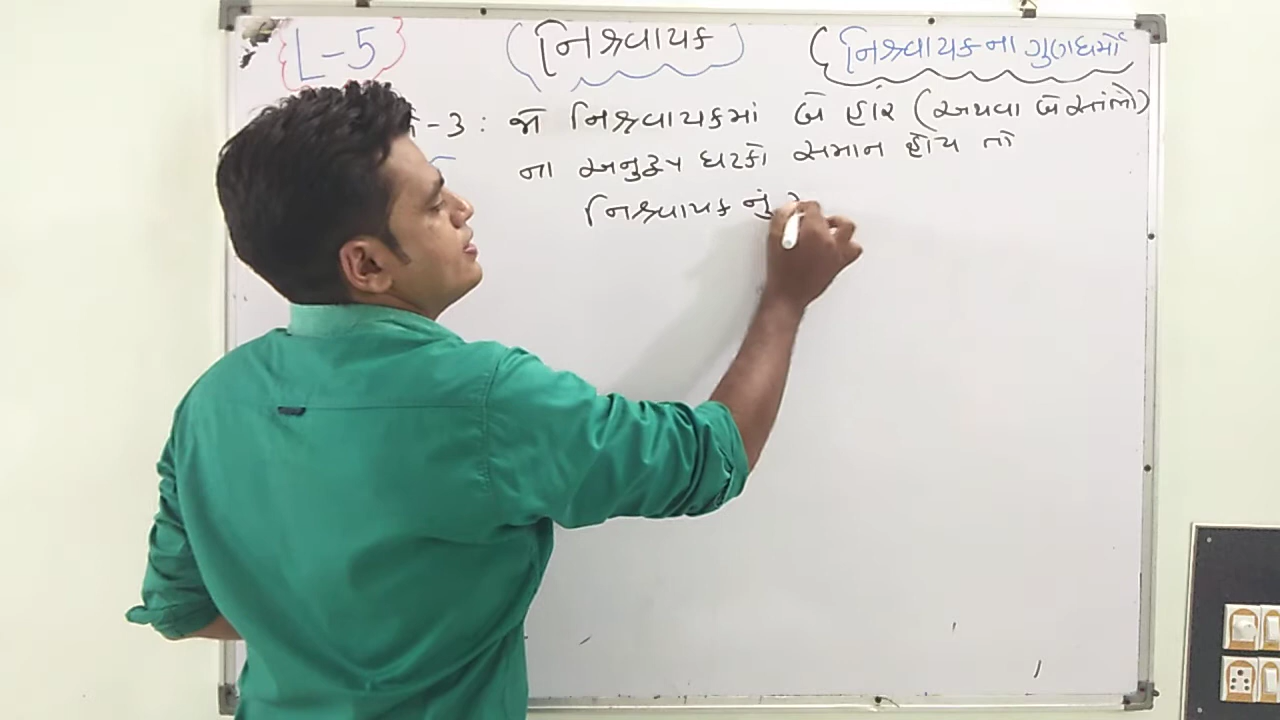 L-5
નિશ્ચાયક
(નિશ્ચાયકના ગુણધર્મો
-3: જો નિશ્ચાયકમાં બે હાર (અથવા બે સ્તંભો)
ના અનુરૂપ ઘટકો સમાન હોય તો
નિશ્ચાયકનું